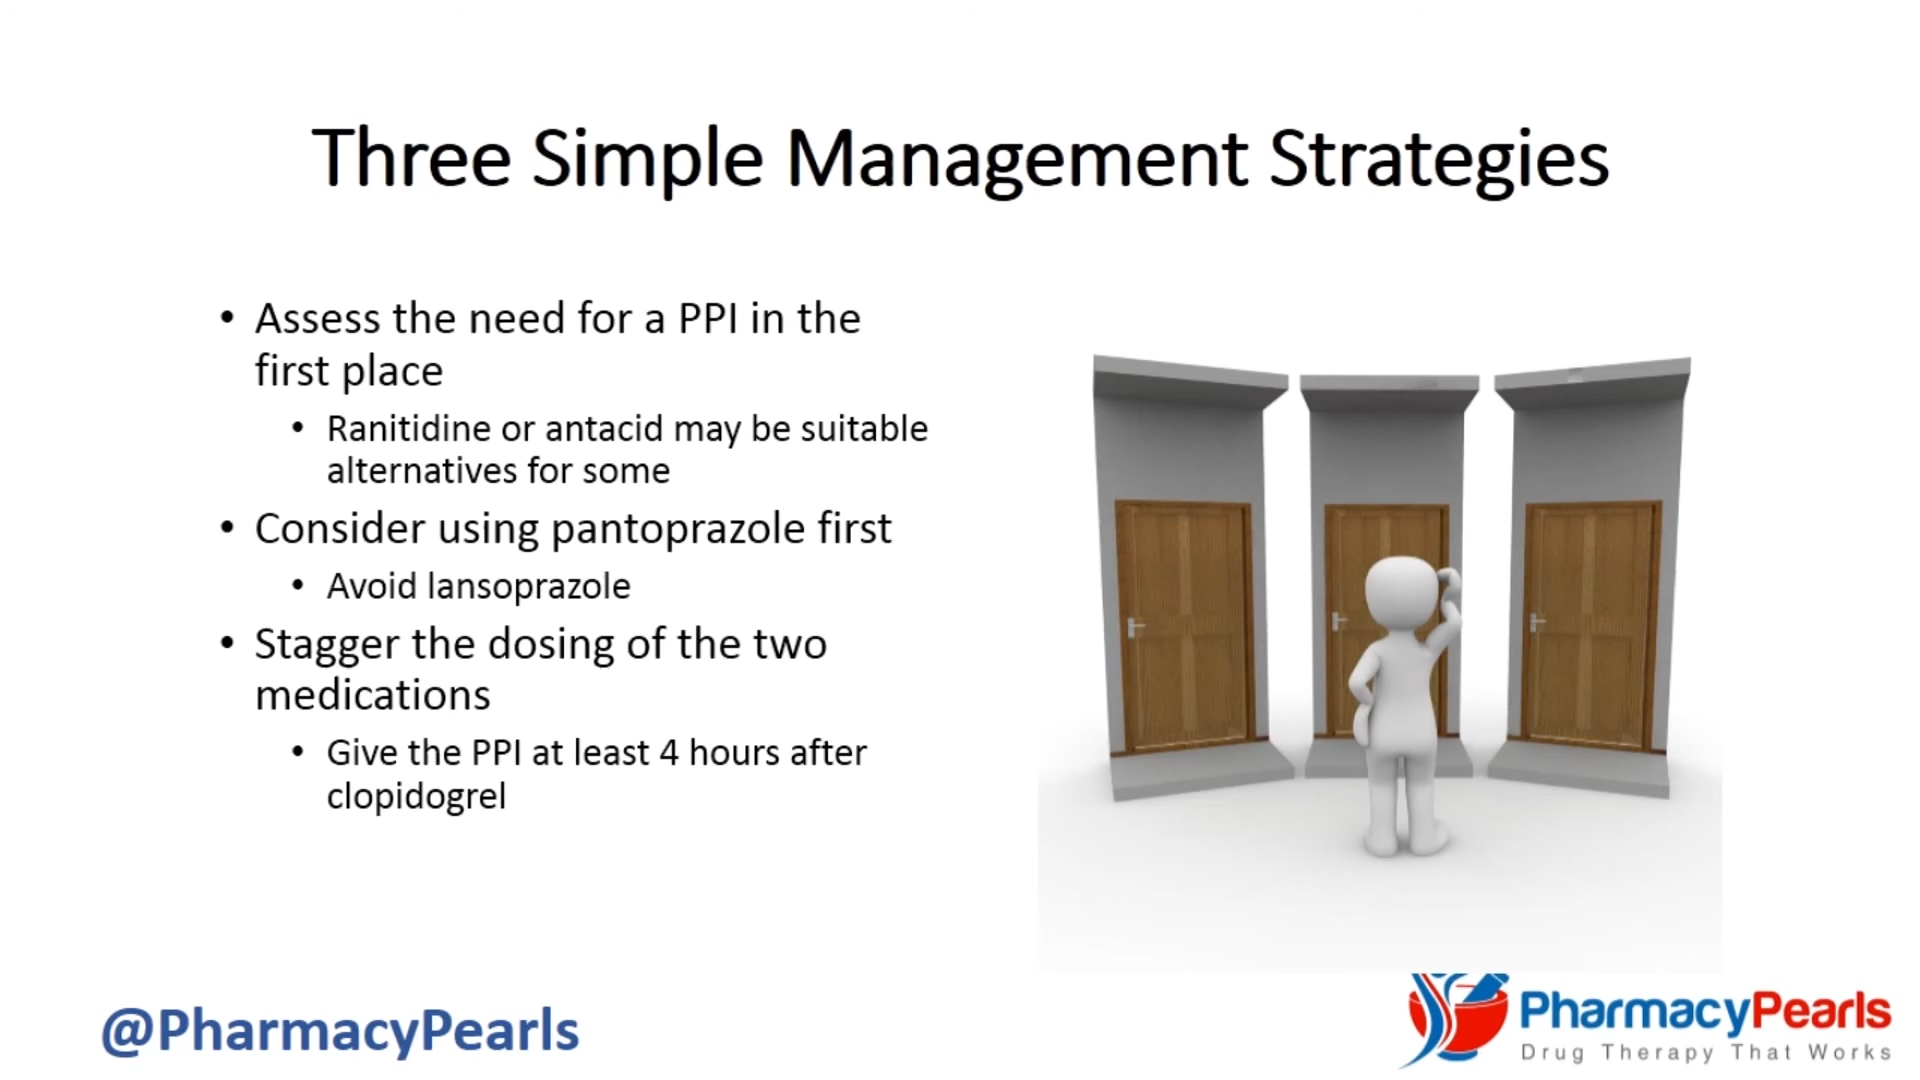 Three Simple Management Strategies
• Assess the need for a PPI in the
first place
• Ranitidine or antacid may be suitable
alternatives for some
• Consider using pantoprazole first
• Avoid lansoprazole
• Stagger the dosing of the two
medications
• Give the PPI at least 4 hours after
clopidogrel
@PharmacyPearls
PharmacyPearls
Drug Therapy That Works